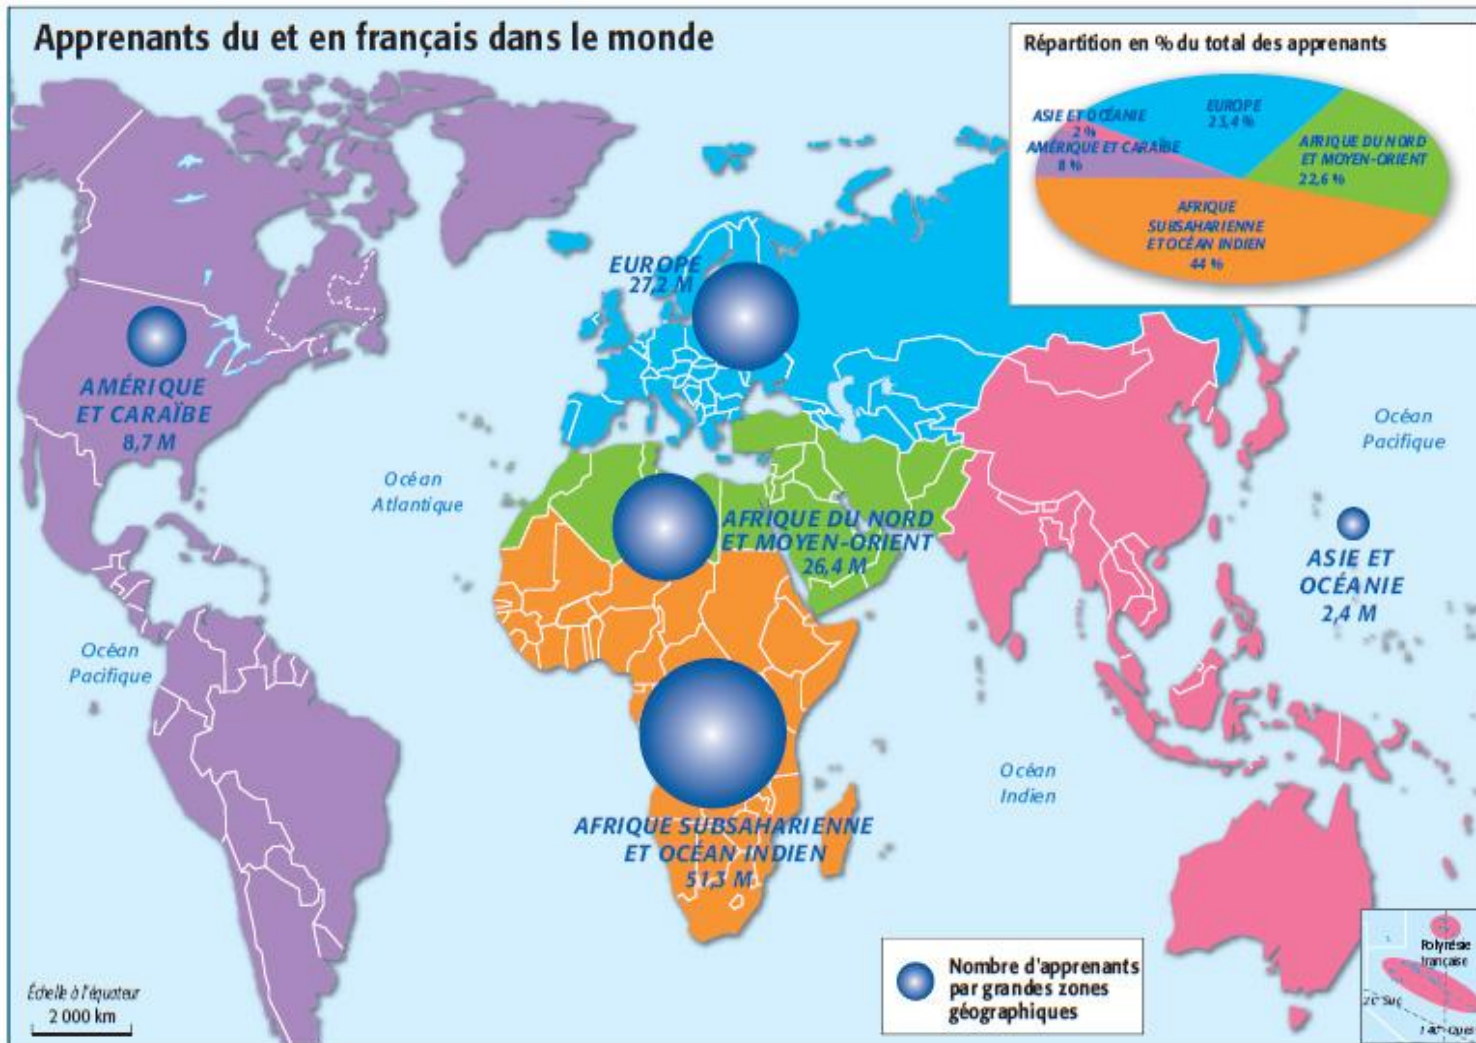 Apprenants du et en français dans le monde
Répartition en % du total des apprenants
EUROPE
23,4 %
ASIE ET OCÉANIE
2 %
AMÉRIQUE ET CARAÏBE
8 %
AFRIQUE DU NORD
ET MOYEN-ORIENT
22,6 %
AFRIQUE
SUBSAHARIENNE
ET OCÉAN INDIEN
44 %
EUROPE
27,2 M
AMÉRIQUE
ET CARAÏBE
8,7 M
Océan
Pacifique
Océan
Atlantique
AFRIQUE DU NORD
ET MOYEN-ORIENT
26,4 M
ASIE ET
OCÉANIE
2,4 M
Océan
Pacifique
Océan
Indien
AFRIQUE SUBSAHARIENNE
ET OCÉAN INDIEN
51,3 M
Nombre d'apprenants
par grandes zones
géographiques
Polynésie
française
Échelle à l'équateur
2 000 km